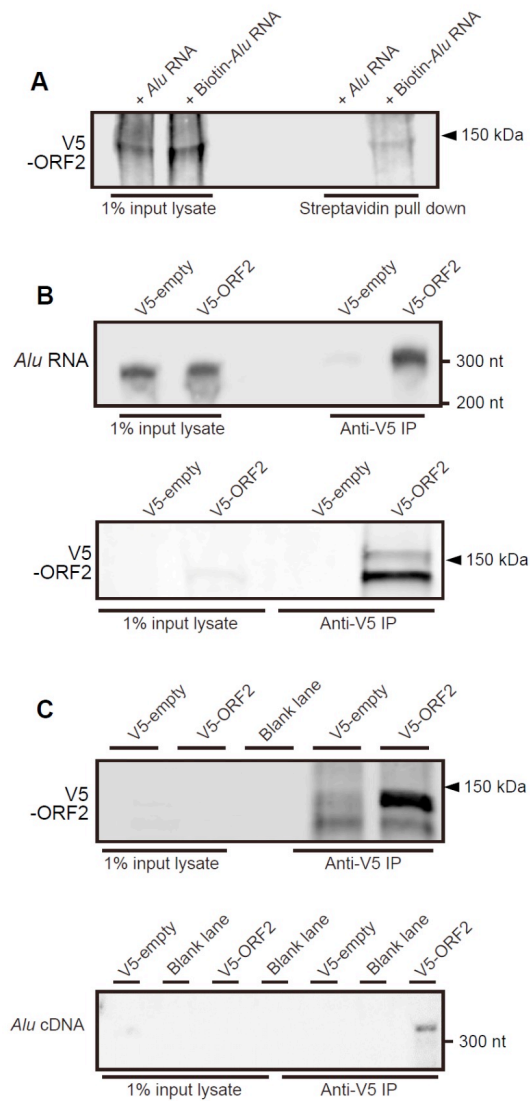 A
+ Alu RNA
+ Biotin-Alu RNA
+ Alu RNA
+ Biotin-Alu RNA
V5
-ORF2
150 kDa
1% input lysate
Streptavidin pull down
B
V5-empty
V5-ORF2
V5-empty
V5-ORF2
Alu RNA
300 nt
200 nt
1% input lysate
Anti-V5 IP
V5-empty
V5-ORF2
V5-empty
V5-ORF2
V5
-ORF2
150 kDa
1% input lysate
Anti-V5 IP
C
V5-empty
V5-ORF2
Blank lane
V5-empty
V5-ORF2
V5
-ORF2
150 kDa
1% input lysate
Anti-V5 IP
V5-empty
Blank lane
V5-ORF2
Blank lane
V5-empty
Blank lane
V5-ORF2
Alu cDNA
300 nt
1% input lysate
Anti-V5 IP